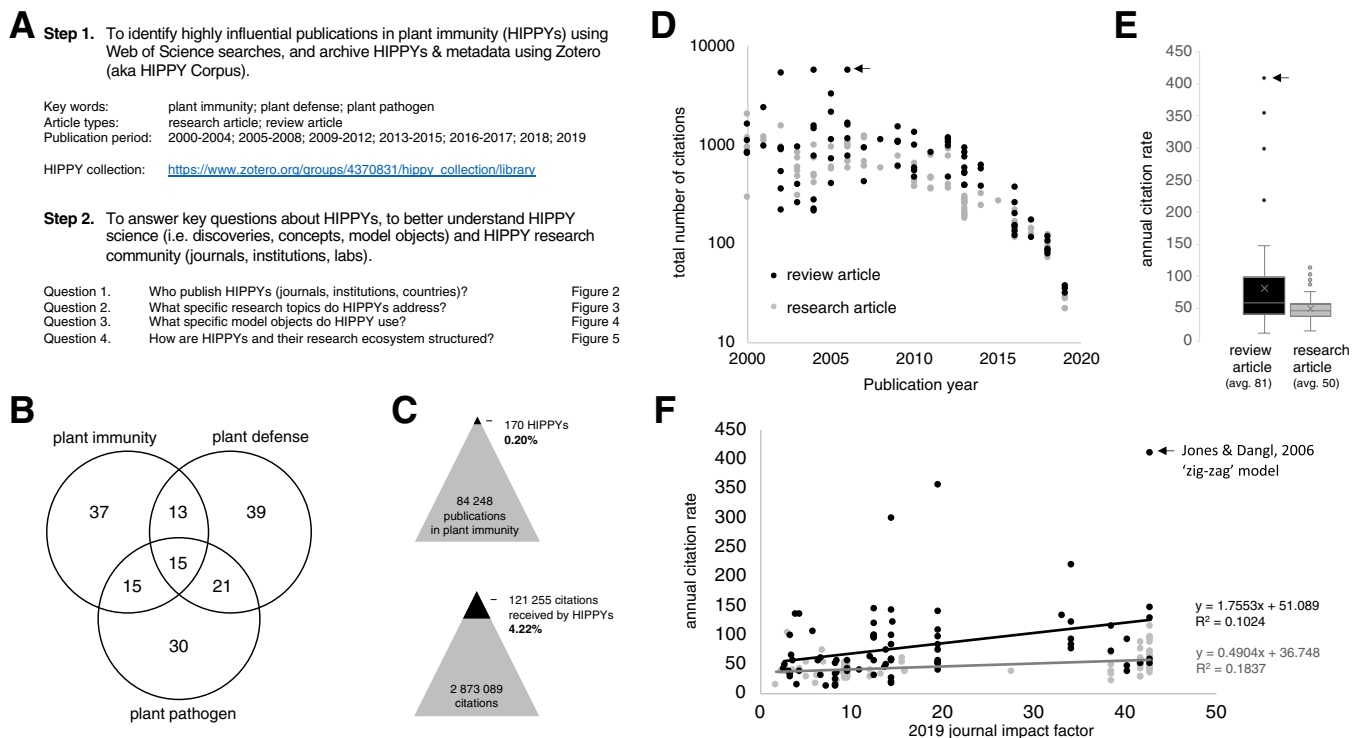 A
Step 1. To identify highly influential publications in plant immunity (HIPPYs) using
Web of Science searches, and archive HIPPYs & metadata using Zotero
(aka HIPPY Corpus).
Key words: plant immunity; plant defense; plant pathogen
Article types: research article; review article
Publication period: 2000-2004; 2005-2008; 2009-2012; 2013-2015; 2016-2017; 2018; 2019
HIPPY collection: https://www.zotero.org/groups/4370831/hippy_collection/library
Step 2. To answer key questions about HIPPYs, to better understand HIPPY
science (i.e. discoveries, concepts, model objects) and HIPPY research
community (journals, institutions, labs).
Question 1. Who publish HIPPYs (journals, institutions, countries)? Figure 2
Question 2. What specific research topics do HIPPYs address? Figure 3
Question 3. What specific model objects do HIPPY use? Figure 4
Question 4. How are HIPPYs and their research ecosystem structured? Figure 5
B
plant immunity
plant defense
37
13
39
15
15
21
30
plant pathogen
C
170 HIPPYs
0.20%
84 248
publications
in plant immunity
121 255 citations
received by HIPPYs
4.22%
2 873 089
citations
D
total number of citations
10000
1000
100
10
review article
research article
2000
2005
2010
2015
2020
Publication year
E
annual citation rate
450
400
350
300
250
200
150
100
50
0
review
article
(avg. 81)
research
article
(avg. 50)
F
annual citation rate
450
400
350
300
250
200
150
100
50
0
Jones & Dangl, 2006
‘zig-zag’ model
y = 1.7553x + 51.089
R² = 0.1024
y = 0.4904x + 36.748
R² = 0.1837
0
10
20
30
40
50
2019 journal impact factor